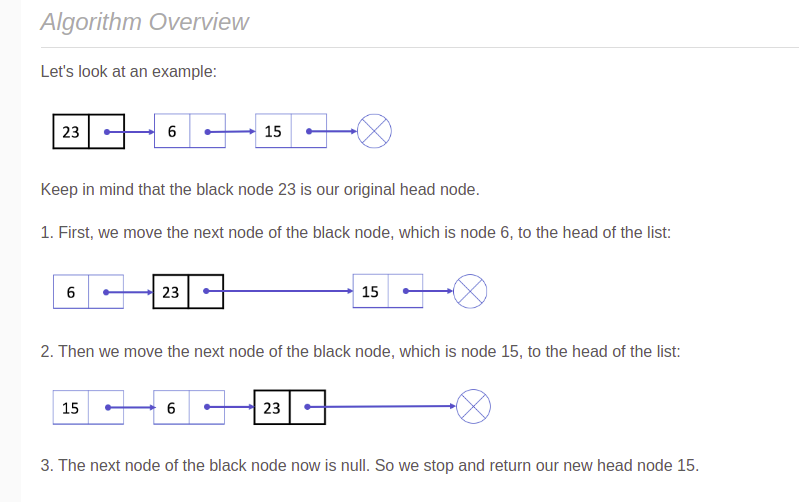 Algorithm Overview
Let's look at an example:
23 6 15
Keep in mind that the black node 23 is our original head node.
1. First, we move the next node of the black node, which is node 6, to the head of the list:
6 23 15
2. Then we move the next node of the black node, which is node 15, to the head of the list:
15 6 23
3. The next node of the black node now is null. So we stop and return our new head node 15.